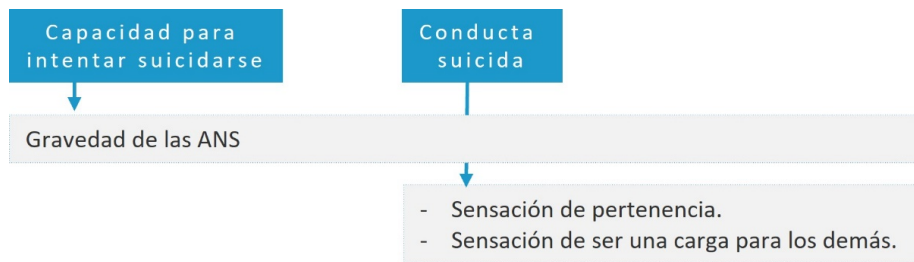 Capacidad para
intentar suicidarse
Conducta
suicida
Gravedad de las ANS
- Sensación de pertenencia.
- Sensación de ser una carga para los demás.